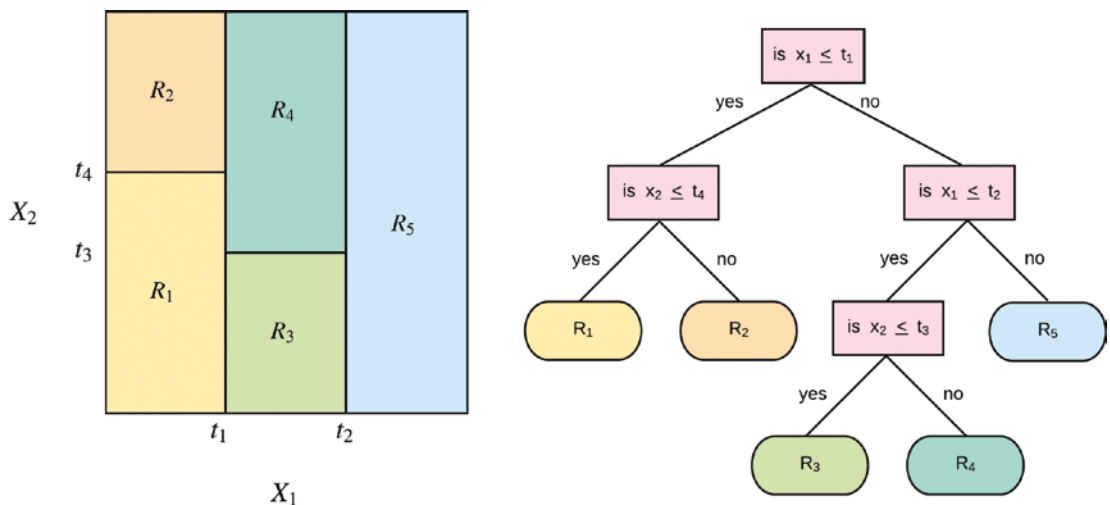 R₂
R₄
t₄
X₂
t₃
R₅
R₁
R₃
t₁
t₂
X₁
is x₁ ≤ t₁
yes
no
is x₂ ≤ t₄
is x₁ ≤ t₂
yes
no
yes
no
R₁
R₂
is x₂ ≤ t₃
R₅
yes
no
R₃
R₄